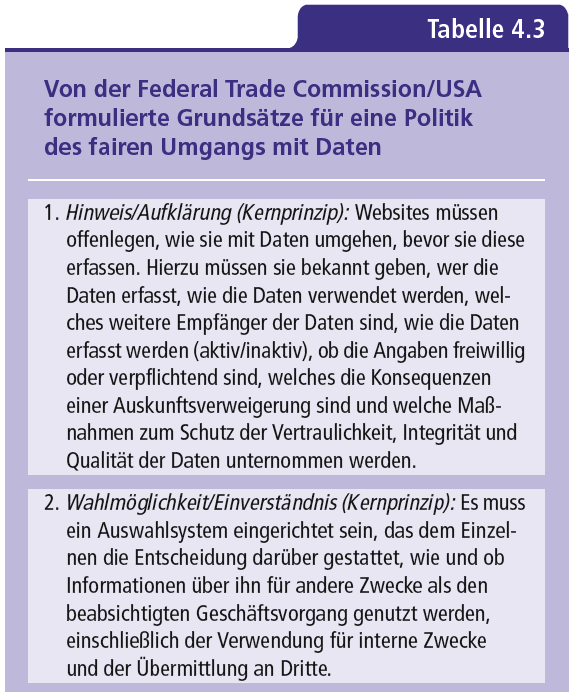 Tabelle 4.3
Von der Federal Trade Commission/USA
formulierte Grundsätze für eine Politik
des fairen Umgangs mit Daten
1. Hinweis/Aufklärung (Kernprinzip): Websites müssen
offenlegen, wie sie mit Daten umgehen, bevor sie diese
erfassen. Hierzu müssen sie bekannt geben, wer die
Daten erfasst, wie die Daten verwendet werden, wel-
ches weitere Empfänger der Daten sind, wie die Daten
erfasst werden (aktiv/inaktiv), ob die Angaben freiwillig
oder verpflichtend sind, welches die Konsequenzen
einer Auskunftsverweigerung sind und welche Maß-
nahmen zum Schutz der Vertraulichkeit, Integrität und
Qualität der Daten unternommen werden.
2. Wahlmöglichkeit/Einverständnis (Kernprinzip): Es muss
ein Auswahlsystem eingerichtet sein, das dem Einzel-
nen die Entscheidung darüber gestattet, wie und ob
Informationen über ihn für andere Zwecke als den
beabsichtigten Geschäftsvorgang genutzt werden,
einschließlich der Verwendung für interne Zwecke
und der Übermittlung an Dritte.